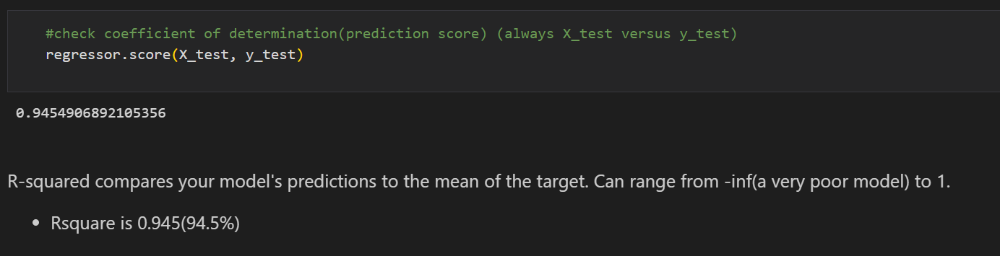 #check coefficient of determination(prediction score) (always X_test versus y_test)
regressor.score(X_test, y_test)
0.9454906892105356
R-squared compares your model's predictions to the mean of the target. Can range from -inf(a very poor model) to 1.
• Rsquare is 0.945(94.5%)